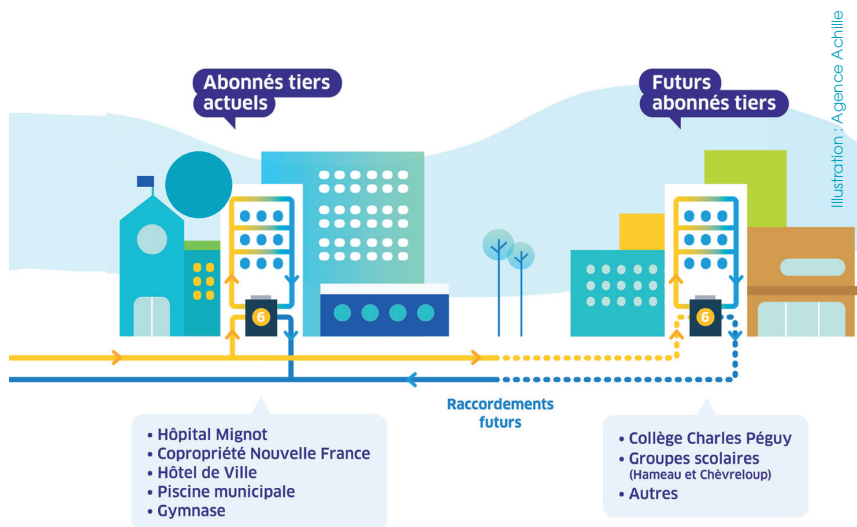 Abonnés tiers
actuels
Futurs
abonnés tiers
Illustration : Agence Achille
6
6
Raccordements
futurs
• Hôpital Mignot
• Copropriété Nouvelle France
• Hôtel de Ville
• Piscine municipale
• Gymnase
• Collège Charles Péguy
• Groupes scolaires
(Hameau et Chèvreloup)
• Autres